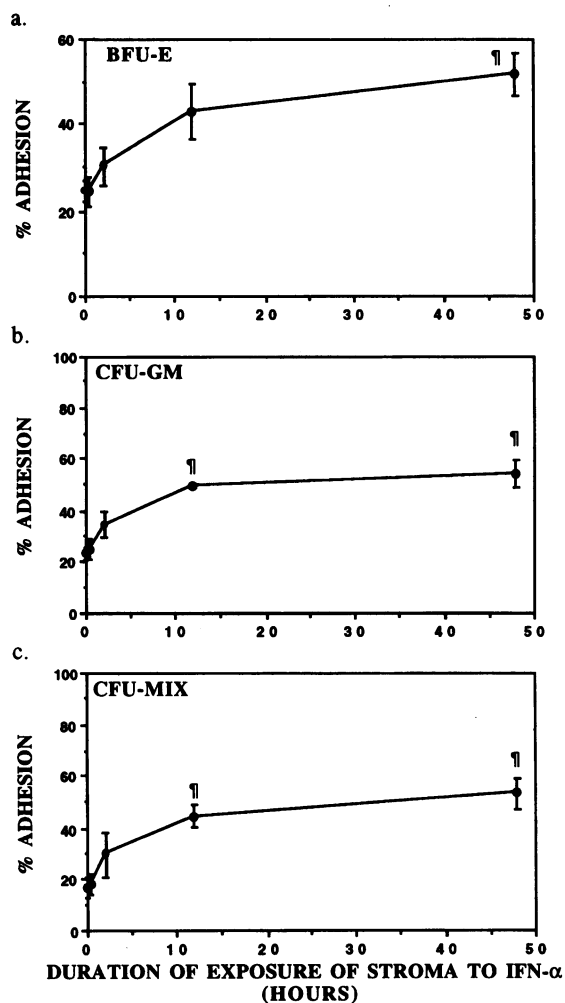 a.
60
BFU-E
¶
40
% ADHESION
20
0
0 10 20 30 40 50
b.
100
CFU-GM
80
¶
¶
60
% ADHESION
40
20
0
0 10 20 30 40 50
c.
100
CFU-MIX
80
¶
¶
60
% ADHESION
40
20
0
0 10 20 30 40 50
DURATION OF EXPOSURE OF STROMA TO IFN-α
(HOURS)